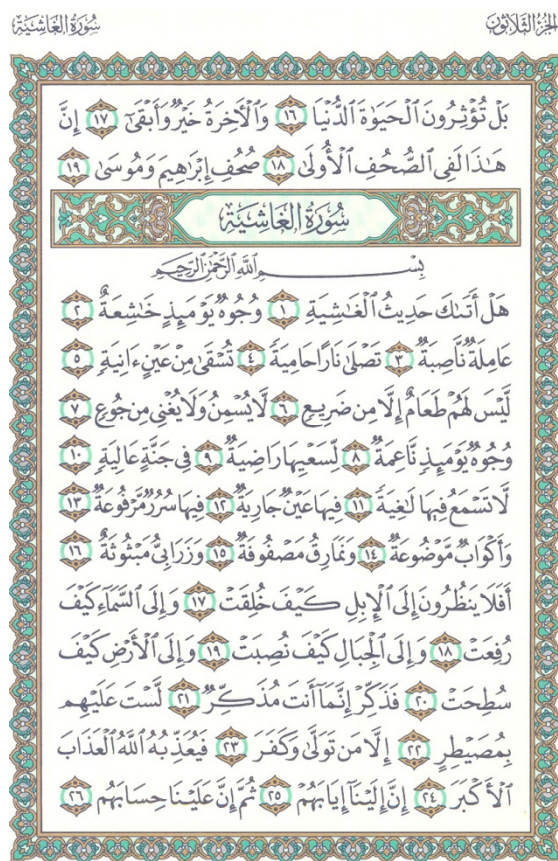 الجزء الثلاثون
سُورَةُ الغَاشِيَة
بَلْ تُؤْثِرُونَ ٱلْحَيَوٰةَ ٱلدُّنْيَا ١٦ وَٱلْأَخِرَةُ خَيْرٌ وَأَبْقَىٰٓ ١٧ إِنَّ
هَٰذَا لَفِى ٱلصُّحُفِ ٱلْأُولَىٰ ١٨ صُحُفِ إِبْرَٰهِيمَ وَمُوسَىٰ ١٩
سُورَةُ الغَاشِيَة
بِسْمِ ٱللَّهِ ٱلرَّحْمَٰنِ ٱلرَّحِيمِ
هَلْ أَتَىٰكَ حَدِيثُ ٱلْغَٰشِيَةِ ١ وُجُوهٌ يَوْمَئِذٍ خَٰشِعَةٌ ٢
عَامِلَةٌ نَّاصِبَةٌ ٣ تَصْلَىٰ نَارًا حَامِيَةً ٤ تُسْقَىٰ مِنْ عَيْنٍ ءَانِيَةٍ ٥
لَّيْسَ لَهُمْ طَعَامٌ إِلَّا مِن ضَرِيعٍ ٦ لَّا يُسْمِنُ وَلَا يُغْنِى مِن جُوعٍ ٧
وُجُوهٌ يَوْمَئِذٍ نَّاعِمَةٌ ٨ لِّسَعْيِهَا رَاضِيَةٌ ٩ فِى جَنَّةٍ عَالِيَةٍ ١٠
لَّا تَسْمَعُ فِيهَا لَٰغِيَةً ١١ فِيهَا عَيْنٌ جَارِيَةٌ ١٢ فِيهَا سُرُرٌ مَّرْفُوعَةٌ ١٣
وَأَكْوَابٌ مَّوْضُوعَةٌ ١٤ وَنَمَارِقُ مَصْفُوفَةٌ ١٥ وَزَرَابِىُّ مَبْثُوثَةٌ ١٦
أَفَلَا يَنظُرُونَ إِلَى ٱلْإِبِلِ كَيْفَ خُلِقَتْ ١٧ وَإِلَى ٱلسَّمَآءِ كَيْفَ
رُفِعَتْ ١٨ وَإِلَى ٱلْجِبَالِ كَيْفَ نُصِبَتْ ١٩ وَإِلَى ٱلْأَرْضِ كَيْفَ
سُطِحَتْ ٢٠ فَذَكِّرْ إِنَّمَآ أَنتَ مُذَكِّرٌ ٢١ لَّسْتَ عَلَيْهِم
بِمُصَيْطِرٍ ٢٢ إِلَّا مَن تَوَلَّىٰ وَكَفَرَ ٢٣ فَيُعَذِّبُهُ ٱللَّهُ ٱلْعَذَابَ
ٱلْأَكْبَرَ ٢٤ إِنَّ إِلَيْنَآ إِيَابَهُمْ ٢٥ ثُمَّ إِنَّ عَلَيْنَا حِسَابَهُم ٢٦